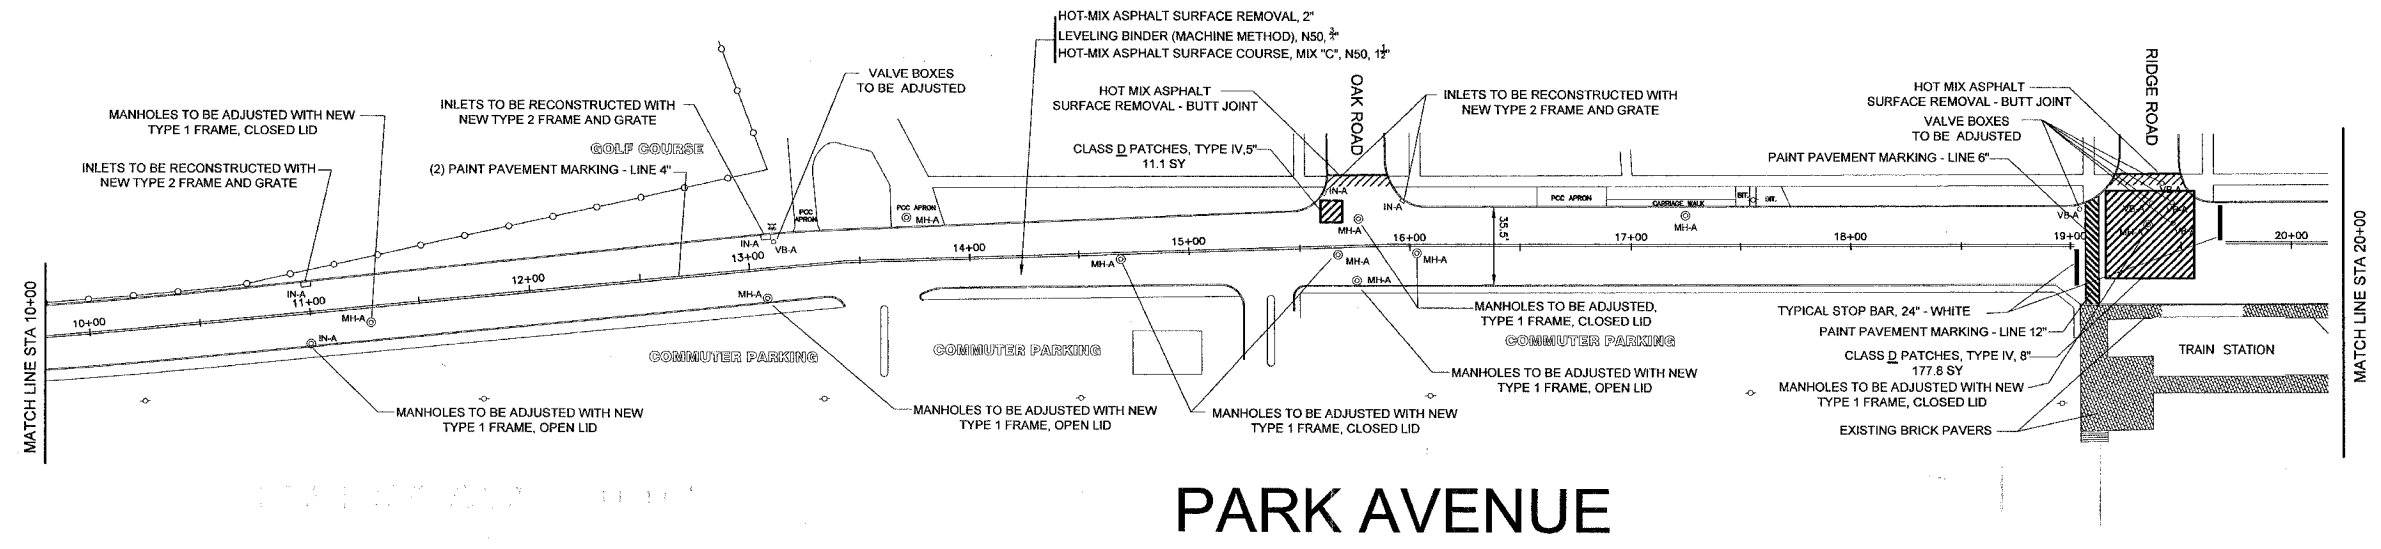 HOT-MIX ASPHALT SURFACE REMOVAL, 2"
LEVELING BINDER (MACHINE METHOD), N50, 3/4"
HOT-MIX ASPHALT SURFACE COURSE, MIX "C", N50, 1 1/2"
VALVE BOXES
TO BE ADJUSTED
MANHOLES TO BE ADJUSTED WITH NEW
TYPE 1 FRAME, CLOSED LID
INLETS TO BE RECONSTRUCTED WITH
NEW TYPE 2 FRAME AND GRATE
GOLF COURSE
INLETS TO BE RECONSTRUCTED WITH
NEW TYPE 2 FRAME AND GRATE
(2) PAINT PAVEMENT MARKING - LINE 4"
HOT MIX ASPHALT
SURFACE REMOVAL - BUTT JOINT
OAK ROAD
INLETS TO BE RECONSTRUCTED WITH
NEW TYPE 2 FRAME AND GRATE
CLASS D PATCHES, TYPE IV,5"
11.1 SY
HOT MIX ASPHALT
SURFACE REMOVAL - BUTT JOINT
RIDGE ROAD
VALVE BOXES
TO BE ADJUSTED
PAINT PAVEMENT MARKING - LINE 6"
PCC
APRON
PCC APRON
MH-A
IN-A
VB-A
IN-A
IN-A
MH-A
PCC APRON
CARRIAGE WALK
BIT.
BIT.
MH-A
35.5'
VB-A
VB-A
VB-A
VB-A
MH-A
VB-A
10+00
11+00
12+00
13+00
14+00
15+00
16+00
17+00
18+00
19+00
20+00
IN-A
MH-A
IN-A
MH-A
MH-A
MH-A
MH-A
MH-A
MATCH LINE STA 10+00
MATCH LINE STA 20+00
MANHOLES TO BE ADJUSTED,
TYPE 1 FRAME, CLOSED LID
TYPICAL STOP BAR, 24" - WHITE
PAINT PAVEMENT MARKING - LINE 12"
COMMUTER PARKING
COMMUTER PARKING
COMMUTER PARKING
CLASS D PATCHES, TYPE IV, 8"
177.8 SY
TRAIN STATION
MANHOLES TO BE ADJUSTED WITH NEW
TYPE 1 FRAME, OPEN LID
MANHOLES TO BE ADJUSTED WITH NEW
TYPE 1 FRAME, CLOSED LID
MANHOLES TO BE ADJUSTED WITH NEW
TYPE 1 FRAME, OPEN LID
MANHOLES TO BE ADJUSTED WITH NEW
TYPE 1 FRAME, OPEN LID
MANHOLES TO BE ADJUSTED WITH NEW
TYPE 1 FRAME, CLOSED LID
EXISTING BRICK PAVERS
PARK AVENUE